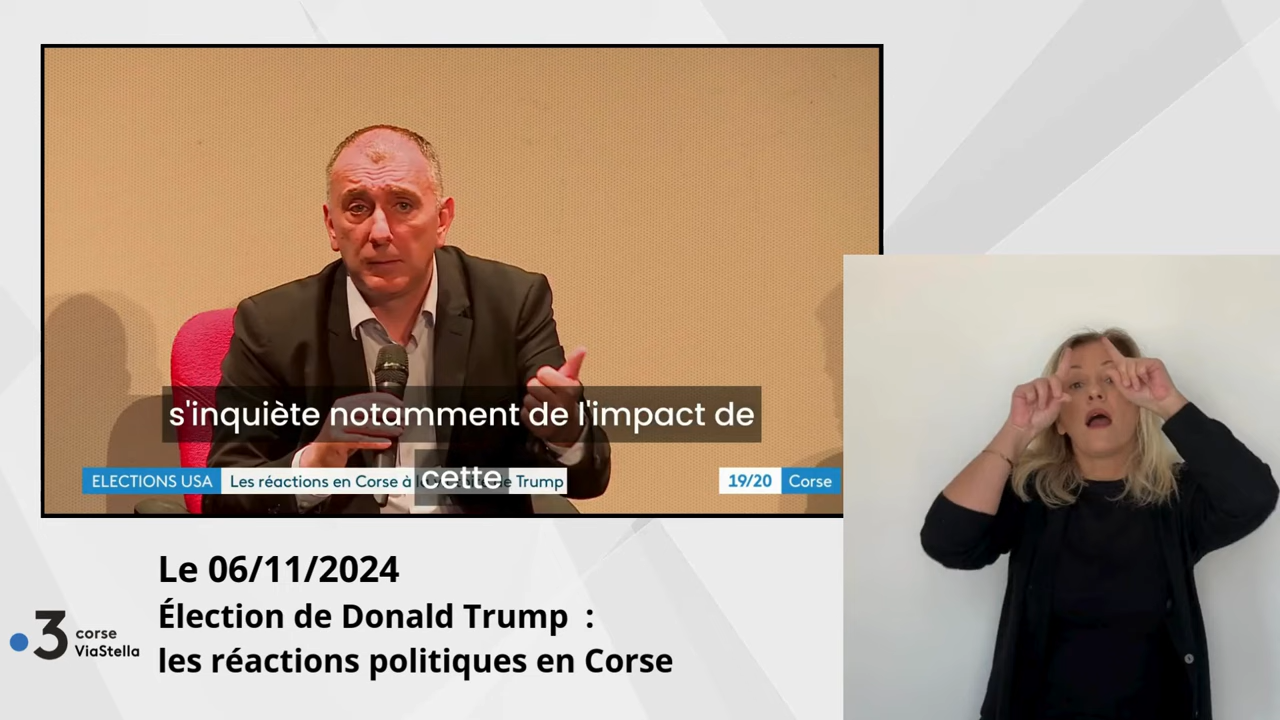 s'inquiète notamment de l'impact de
cette
ELECTIONS USA Les réactions en Corse à Trump
19/20 Corse
Le 06/11/2024
Élection de Donald Trump :
les réactions politiques en Corse
3 corse
ViaStella